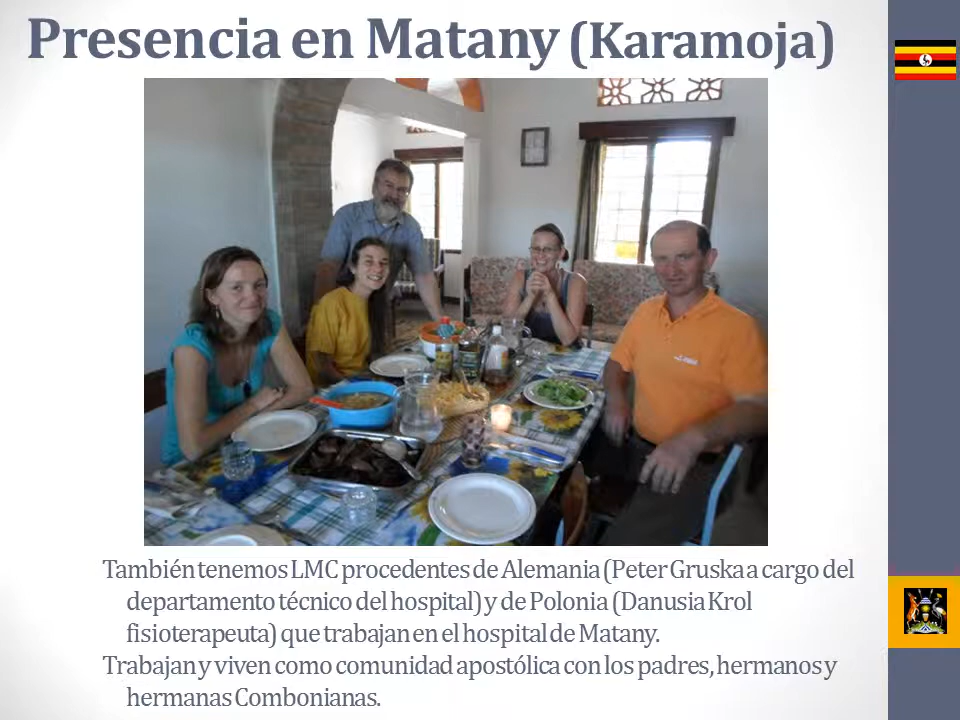 Presencia en Matany (Karamoja)
También tenemos LMC procedentes de Alemania (Peter Gruska a cargo del
departamento técnico del hospital) y de Polonia (Danusia Krol
fisioterapeuta) que trabajan en el hospital de Matany.
Trabajan y viven como comunidad apostólica con los padres, hermanos y
hermanas Combonianas.